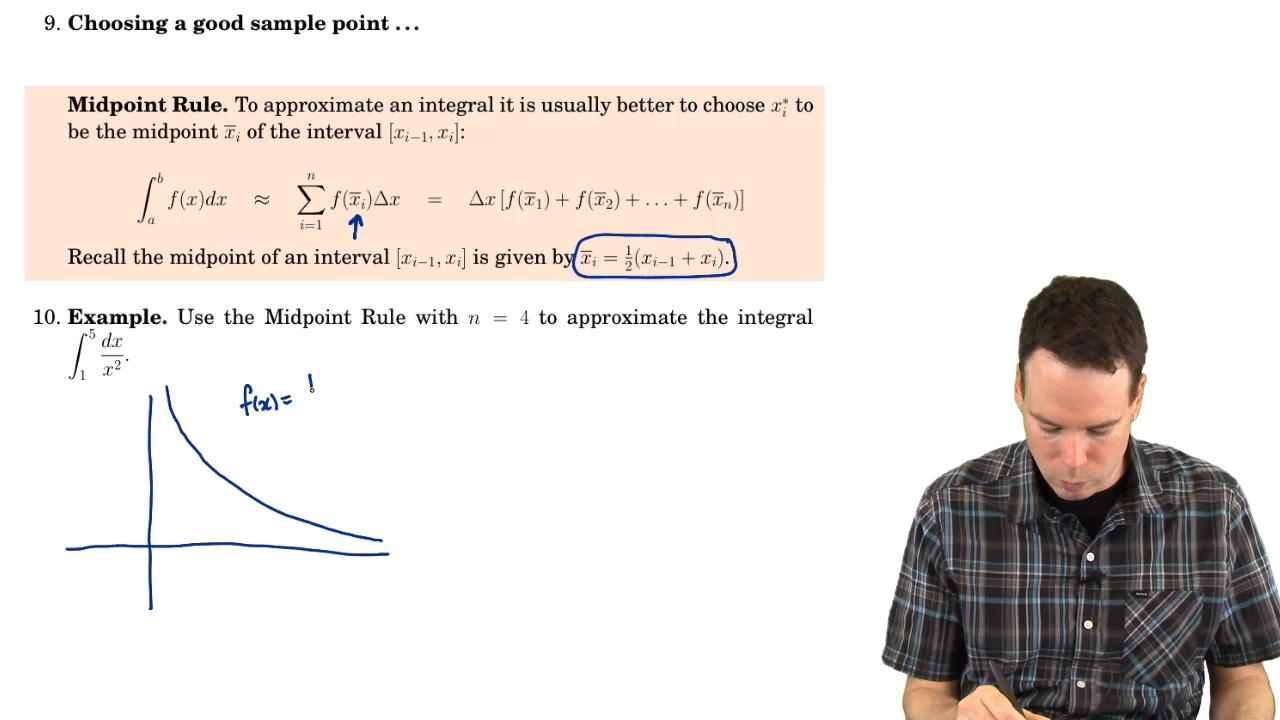 9. Choosing a good sample point ...
Midpoint Rule. To approximate an integral it is usually better to choose x_i^* to
be the midpoint x̅_i of the interval [x_{i−1}, x_i]:
∫_a^b f(x)dx ≈ ∑_{i=1}^n f(x̅_i)Δx = Δx [f(x̅_1) + f(x̅_2) + ... + f(x̅_n)]
Recall the midpoint of an interval [x_{i−1}, x_i] is given by x̅_i = ½(x_{i−1} + x_i).
10. Example. Use the Midpoint Rule with n = 4 to approximate the integral
∫_1^5 dx/x².
f(x) = 1